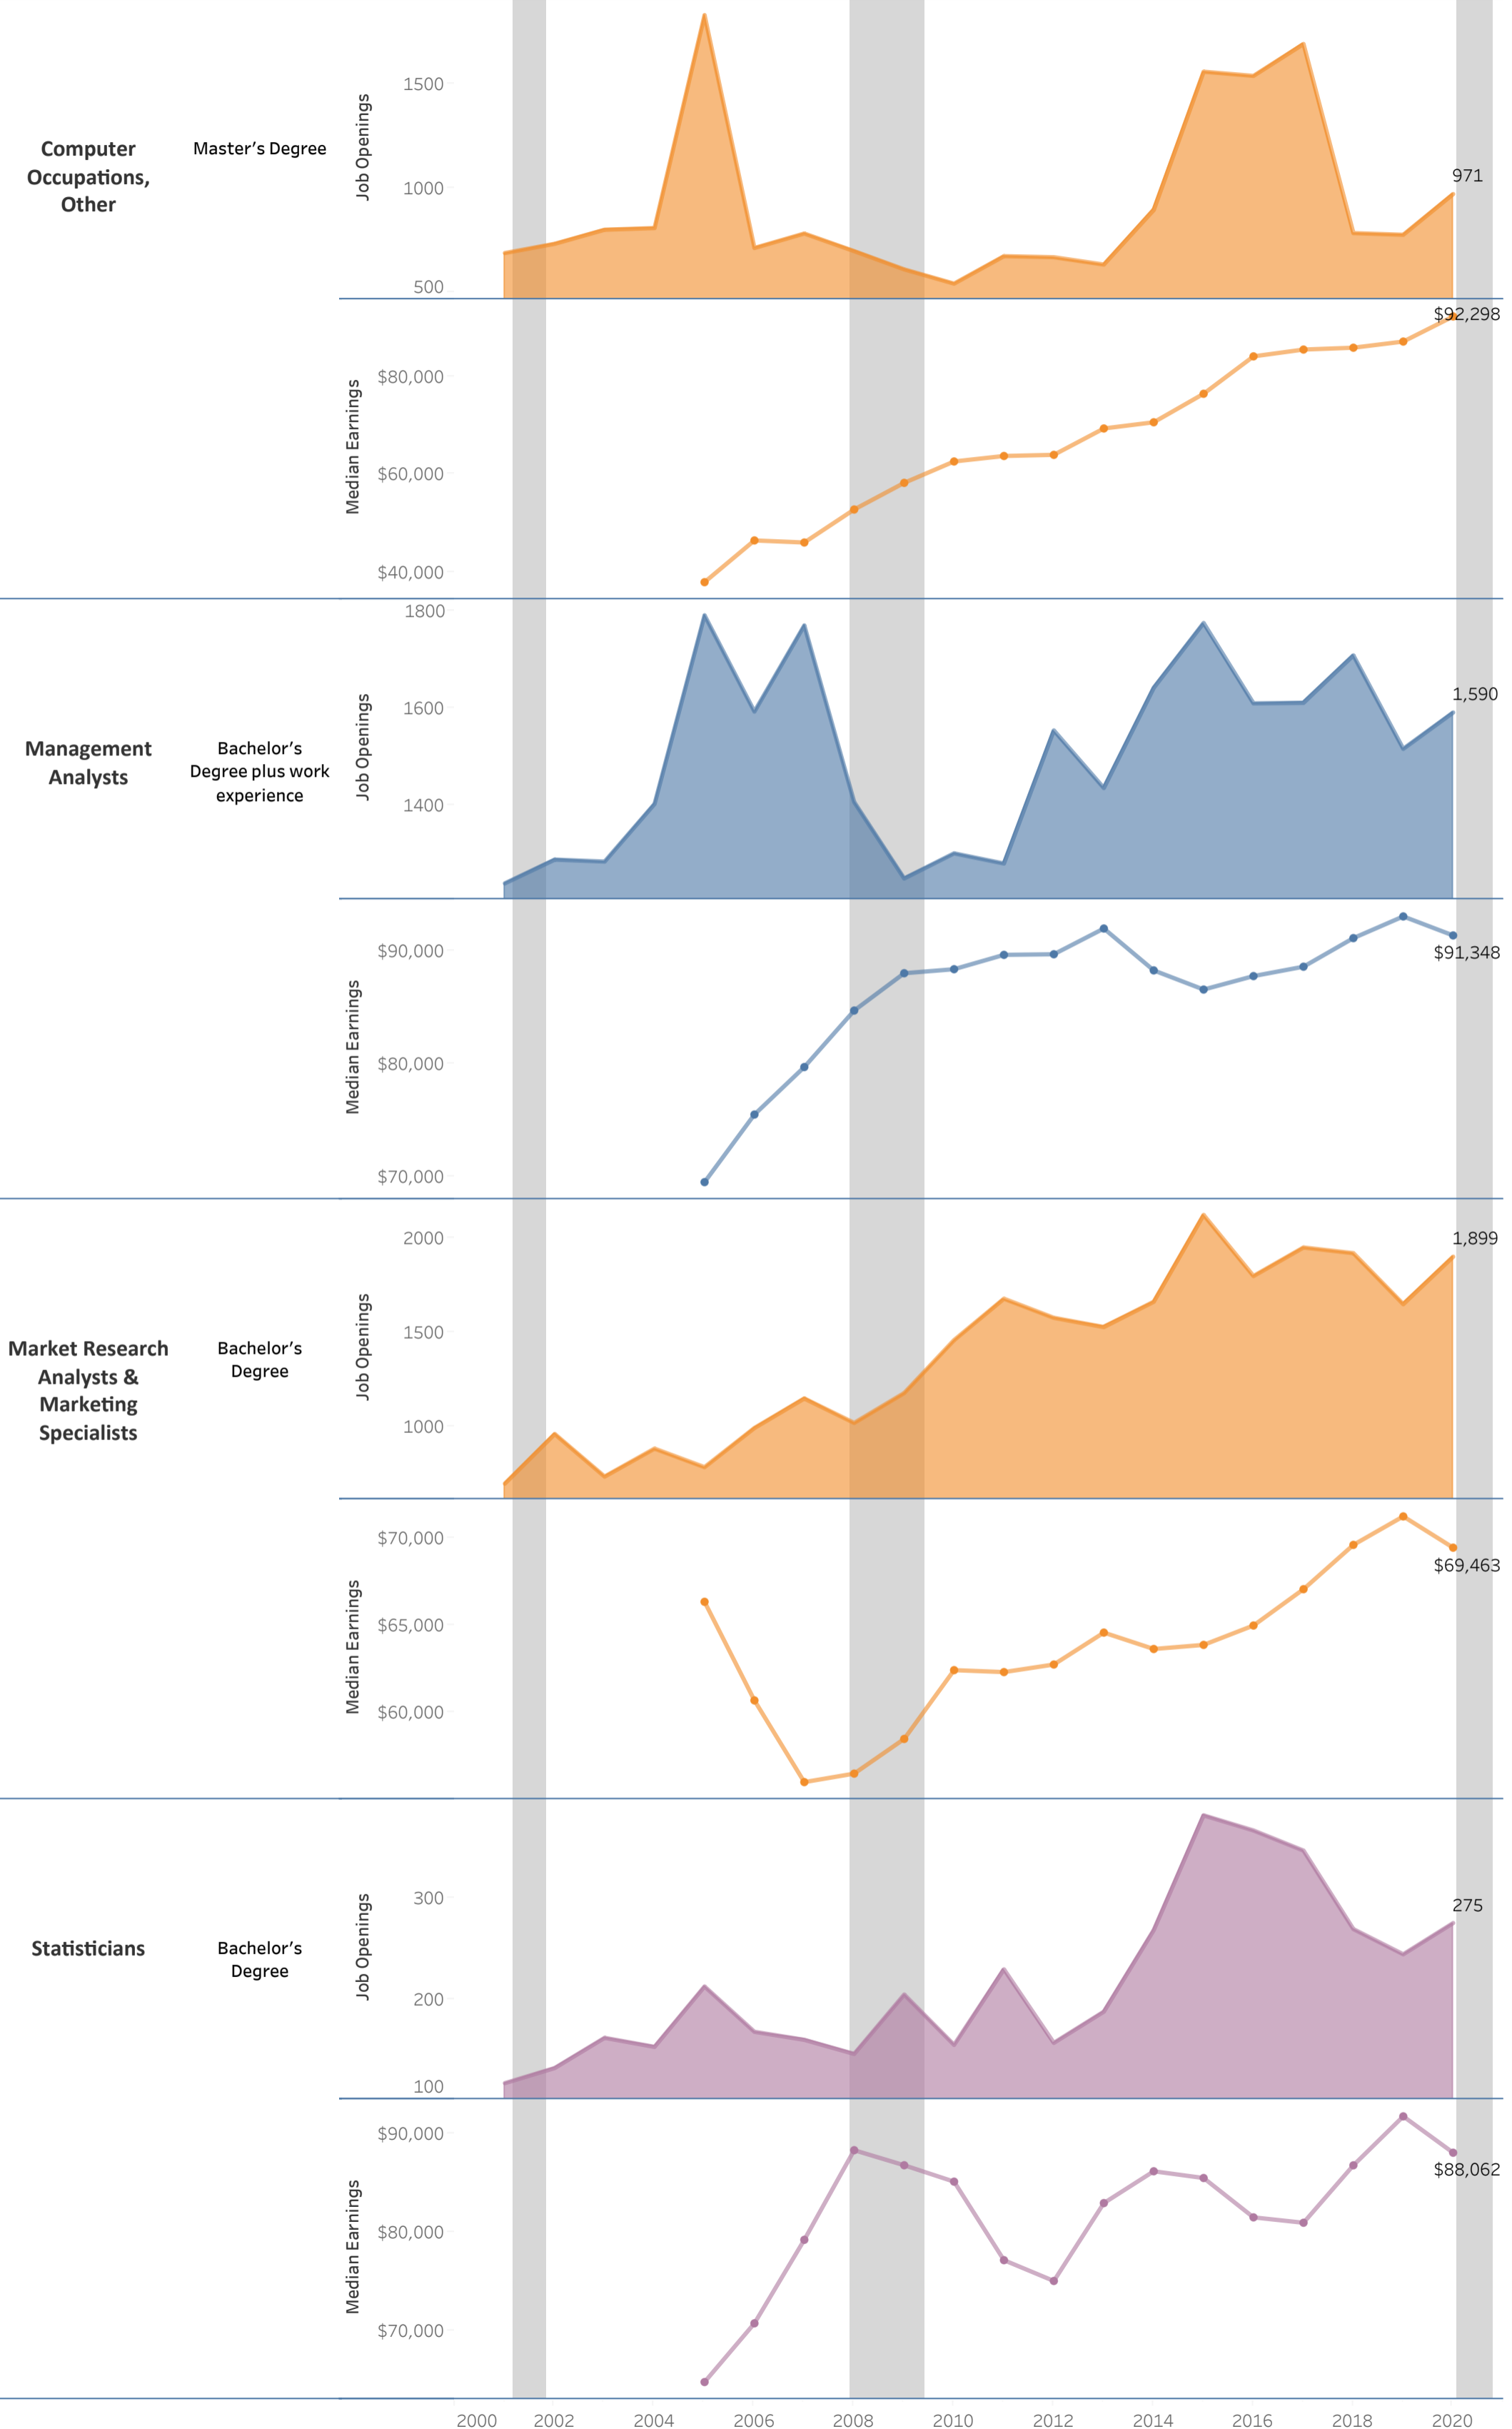 Computer
Occupations,
Other
Master's Degree
Job Openings
1500
1000
500
971
Median Earnings
$80,000
$60,000
$40,000
$92,298
Management
Analysts
Bachelor's
Degree plus work
experience
Job Openings
1800
1600
1400
1,590
Median Earnings
$90,000
$80,000
$70,000
$91,348
Market Research
Analysts &
Marketing
Specialists
Bachelor's
Degree
Job Openings
2000
1500
1000
1,899
Median Earnings
$70,000
$65,000
$60,000
$69,463
Statisticians
Bachelor's
Degree
Job Openings
300
200
100
275
Median Earnings
$90,000
$80,000
$70,000
$88,062
2000 2002 2004 2006 2008 2010 2012 2014 2016 2018 2020